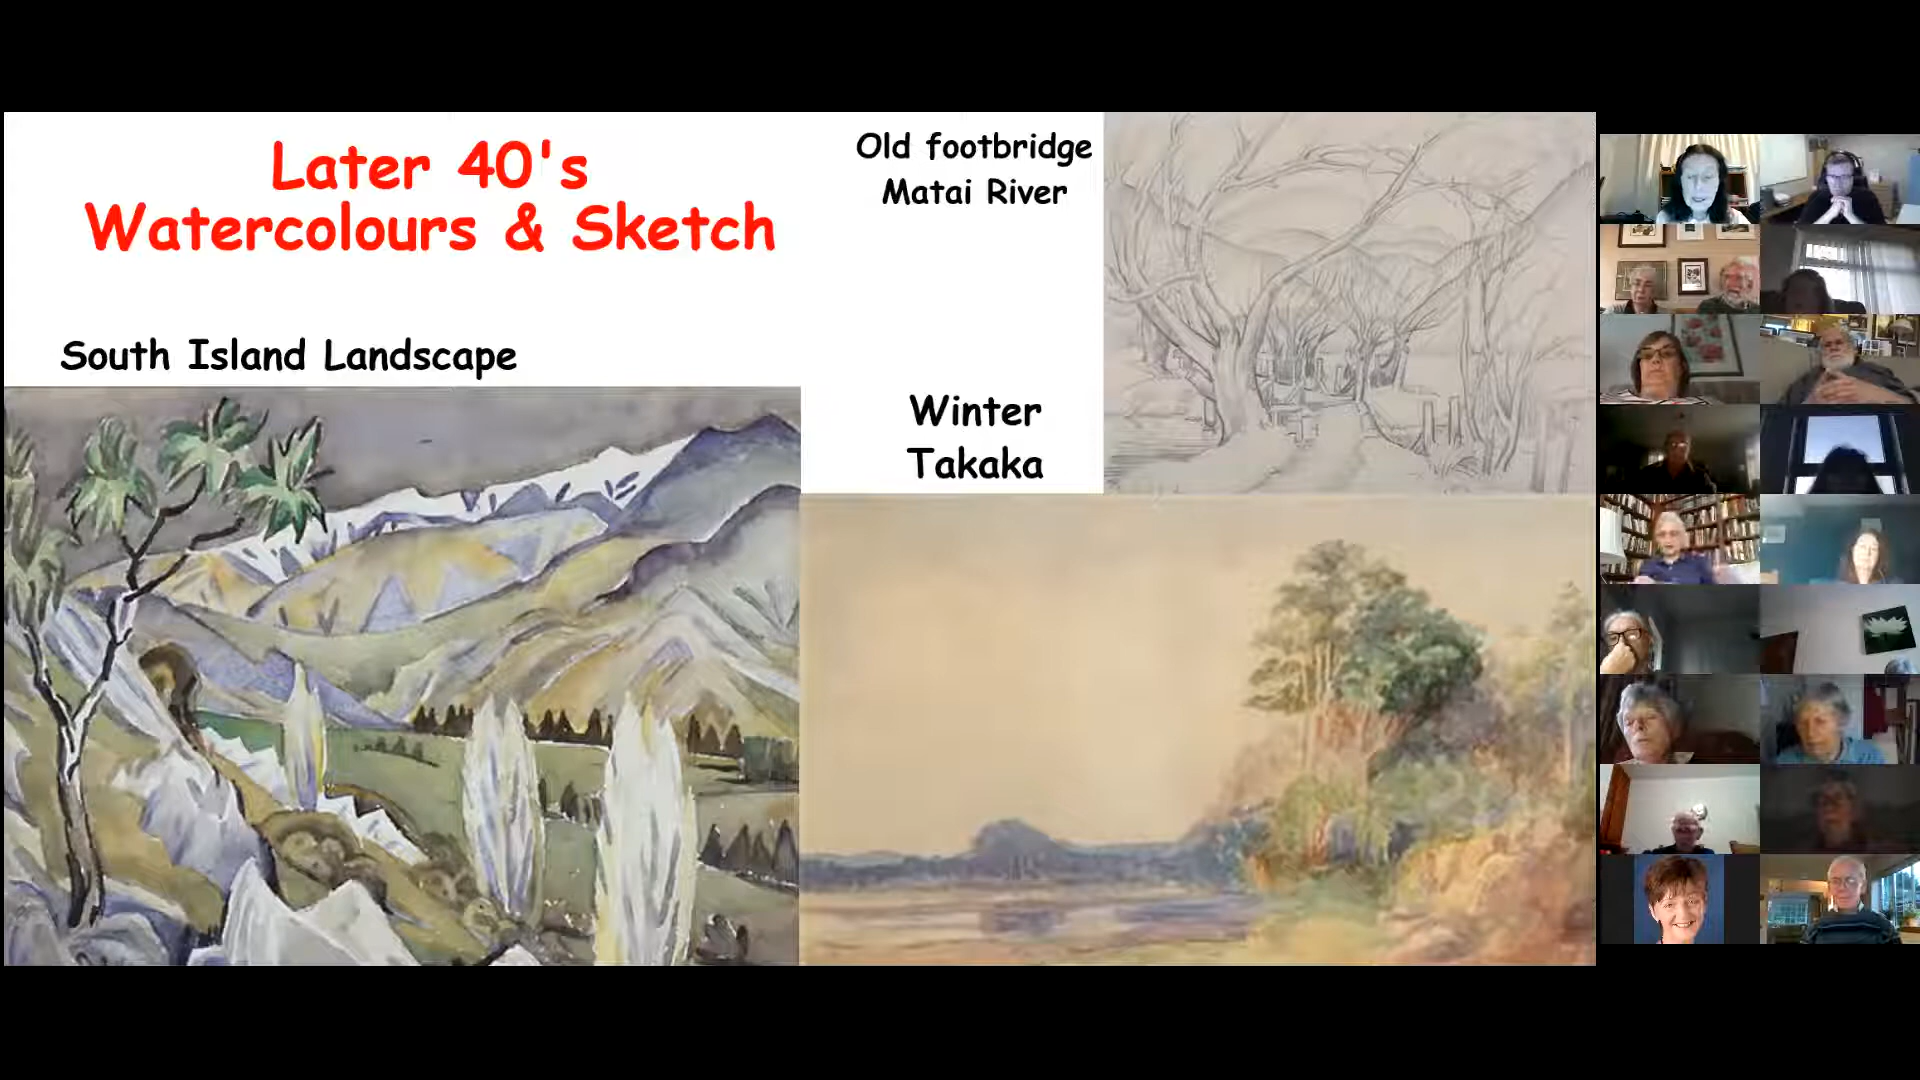 Later 40's
Watercolours & Sketch
Old footbridge
Matai River
South Island Landscape
Winter
Takaka